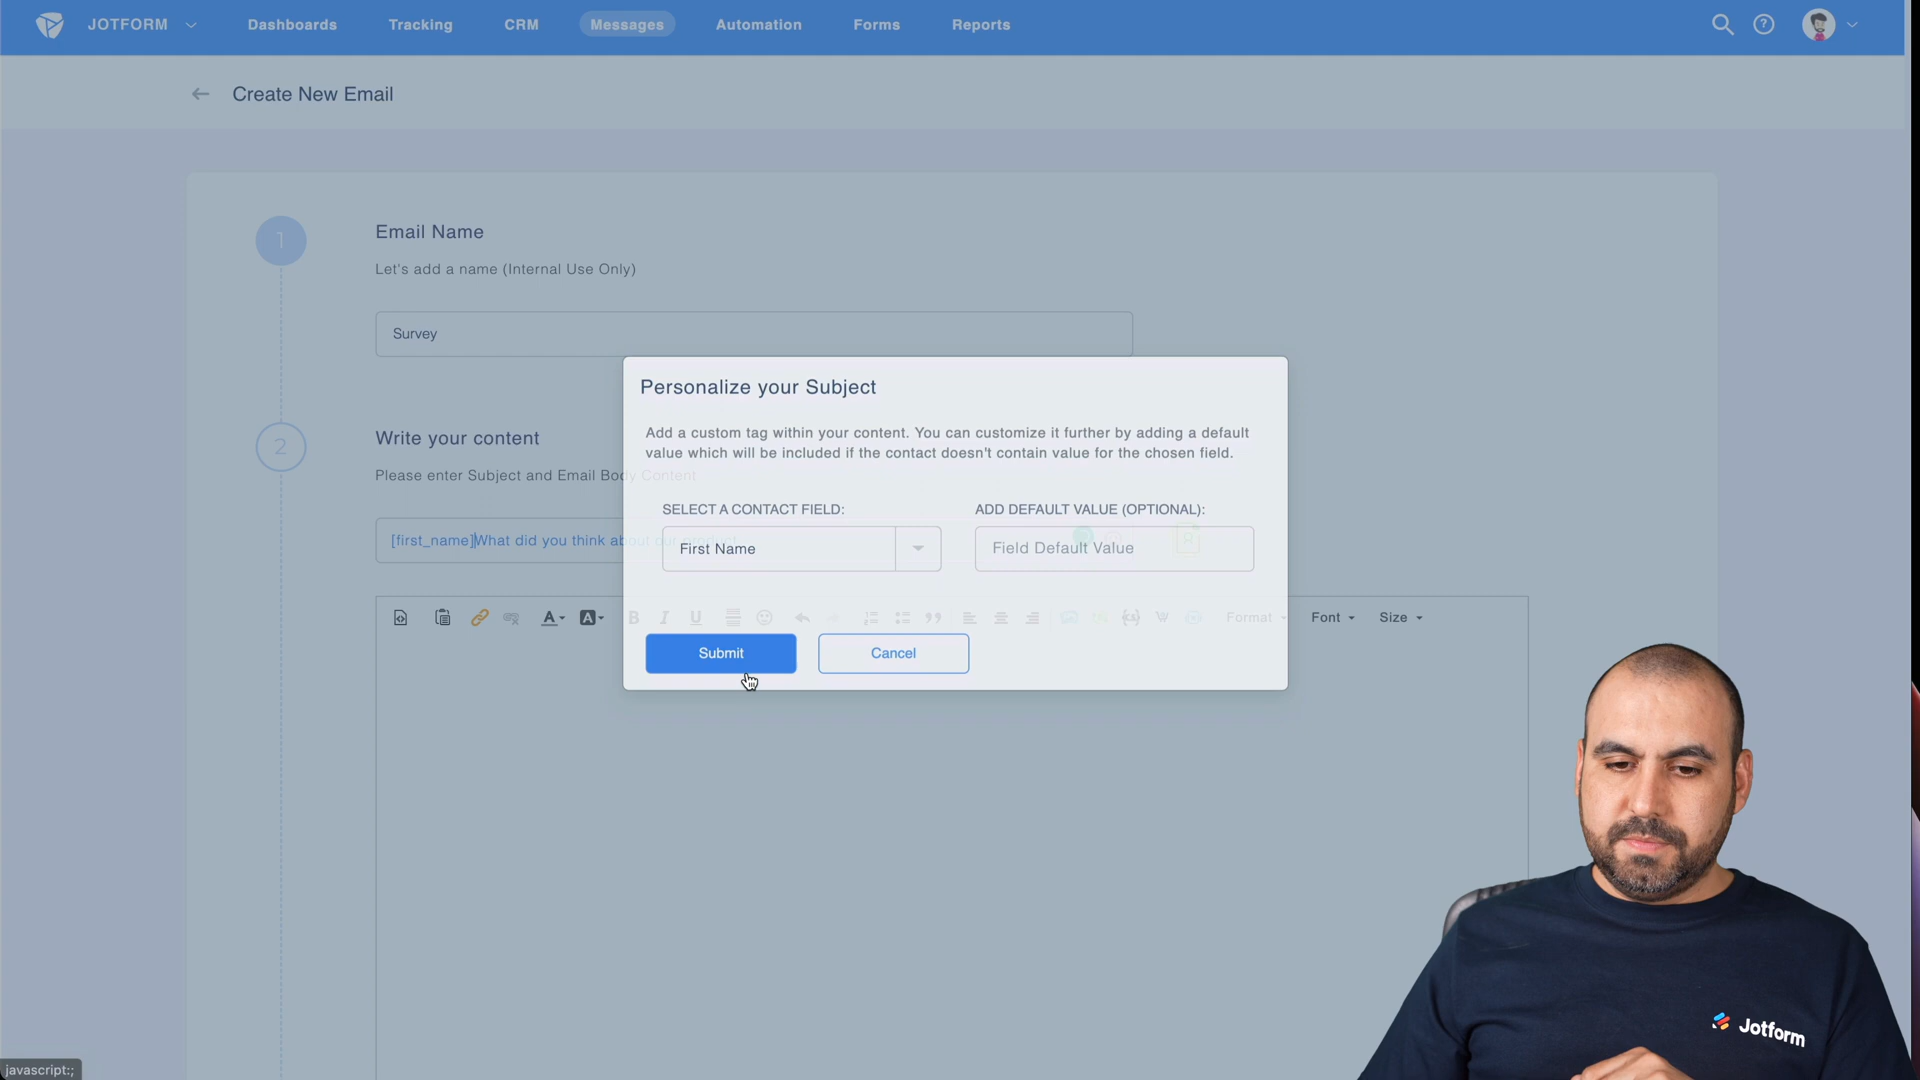 JOTFORM
Dashboards
Tracking
CRM
Messages
Automation
Forms
Reports
Create New Email
1
Email Name
Let's add a name (Internal Use Only)
Survey
Personalize your Subject
Add a custom tag within your content. You can customize it further by adding a default
value which will be included if the contact doesn't contain value for the chosen field.
2
Write your content
Please enter Subject and Email Body Content
SELECT A CONTACT FIELD:
ADD DEFAULT VALUE (OPTIONAL):
[first_name]What did you think about our product
First Name
Field Default Value
Format
Font
Size
Submit
Cancel
Jotform
javascript:;